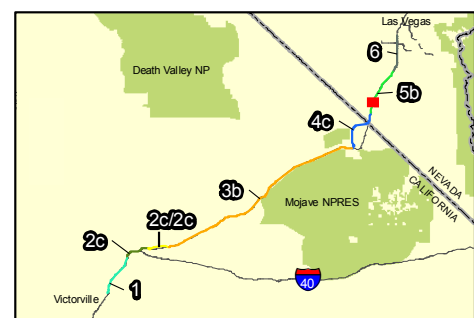 Las Vegas
6
Death Valley NP
5b
4c
NEVADA
CALIFORNIA
3b
Mojave NPRES
2c/2c
2c
40
1
Victorville